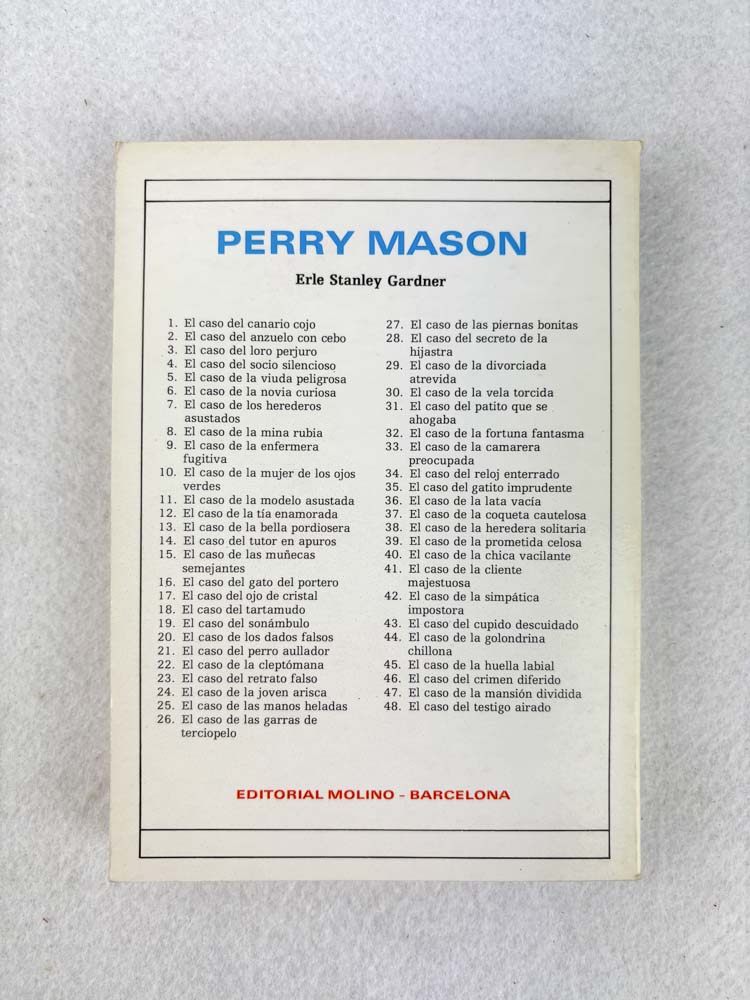 PERRY MASON
Erle Stanley Gardner
1. El caso del canario cojo
2. El caso del anzuelo con cebo
3. El caso del loro perjuro
4. El caso del socio silencioso
5. El caso de la viuda peligrosa
6. El caso de la novia curiosa
7. El caso de los herederos
asustados
8. El caso de la mina rubia
9. El caso de la enfermera
fugitiva
10. El caso de la mujer de los ojos
verdes
11. El caso de la modelo asustada
12. El caso de la tía enamorada
13. El caso de la bella pordiosera
14. El caso del tutor en apuros
15. El caso de las muñecas
semejantes
16. El caso del gato del portero
17. El caso del ojo de cristal
18. El caso del tartamudo
19. El caso del sonámbulo
20. El caso de los dados falsos
21. El caso del perro aullador
22. El caso de la cleptómana
23. El caso del retrato falso
24. El caso de la joven arisca
25. El caso de las manos heladas
26. El caso de las garras de
terciopelo
27. El caso de las piernas bonitas
28. El caso del secreto de la
hijastra
29. El caso de la divorciada
atrevida
30. El caso de la vela torcida
31. El caso del patito que se
ahogaba
32. El caso de la fortuna fantasma
33. El caso de la camarera
preocupada
34. El caso del reloj enterrado
35. El caso del gatito imprudente
36. El caso de la lata vacía
37. El caso de la coqueta cautelosa
38. El caso de la heredera solitaria
39. El caso de la prometida celosa
40. El caso de la chica vacilante
41. El caso de la cliente
majestuosa
42. El caso de la simpática
impostora
43. El caso del cupido descuidado
44. El caso de la golondrina
chillona
45. El caso de la huella labial
46. El caso del crimen diferido
47. El caso de la mansión dividida
48. El caso del testigo airado
EDITORIAL MOLINO - BARCELONA